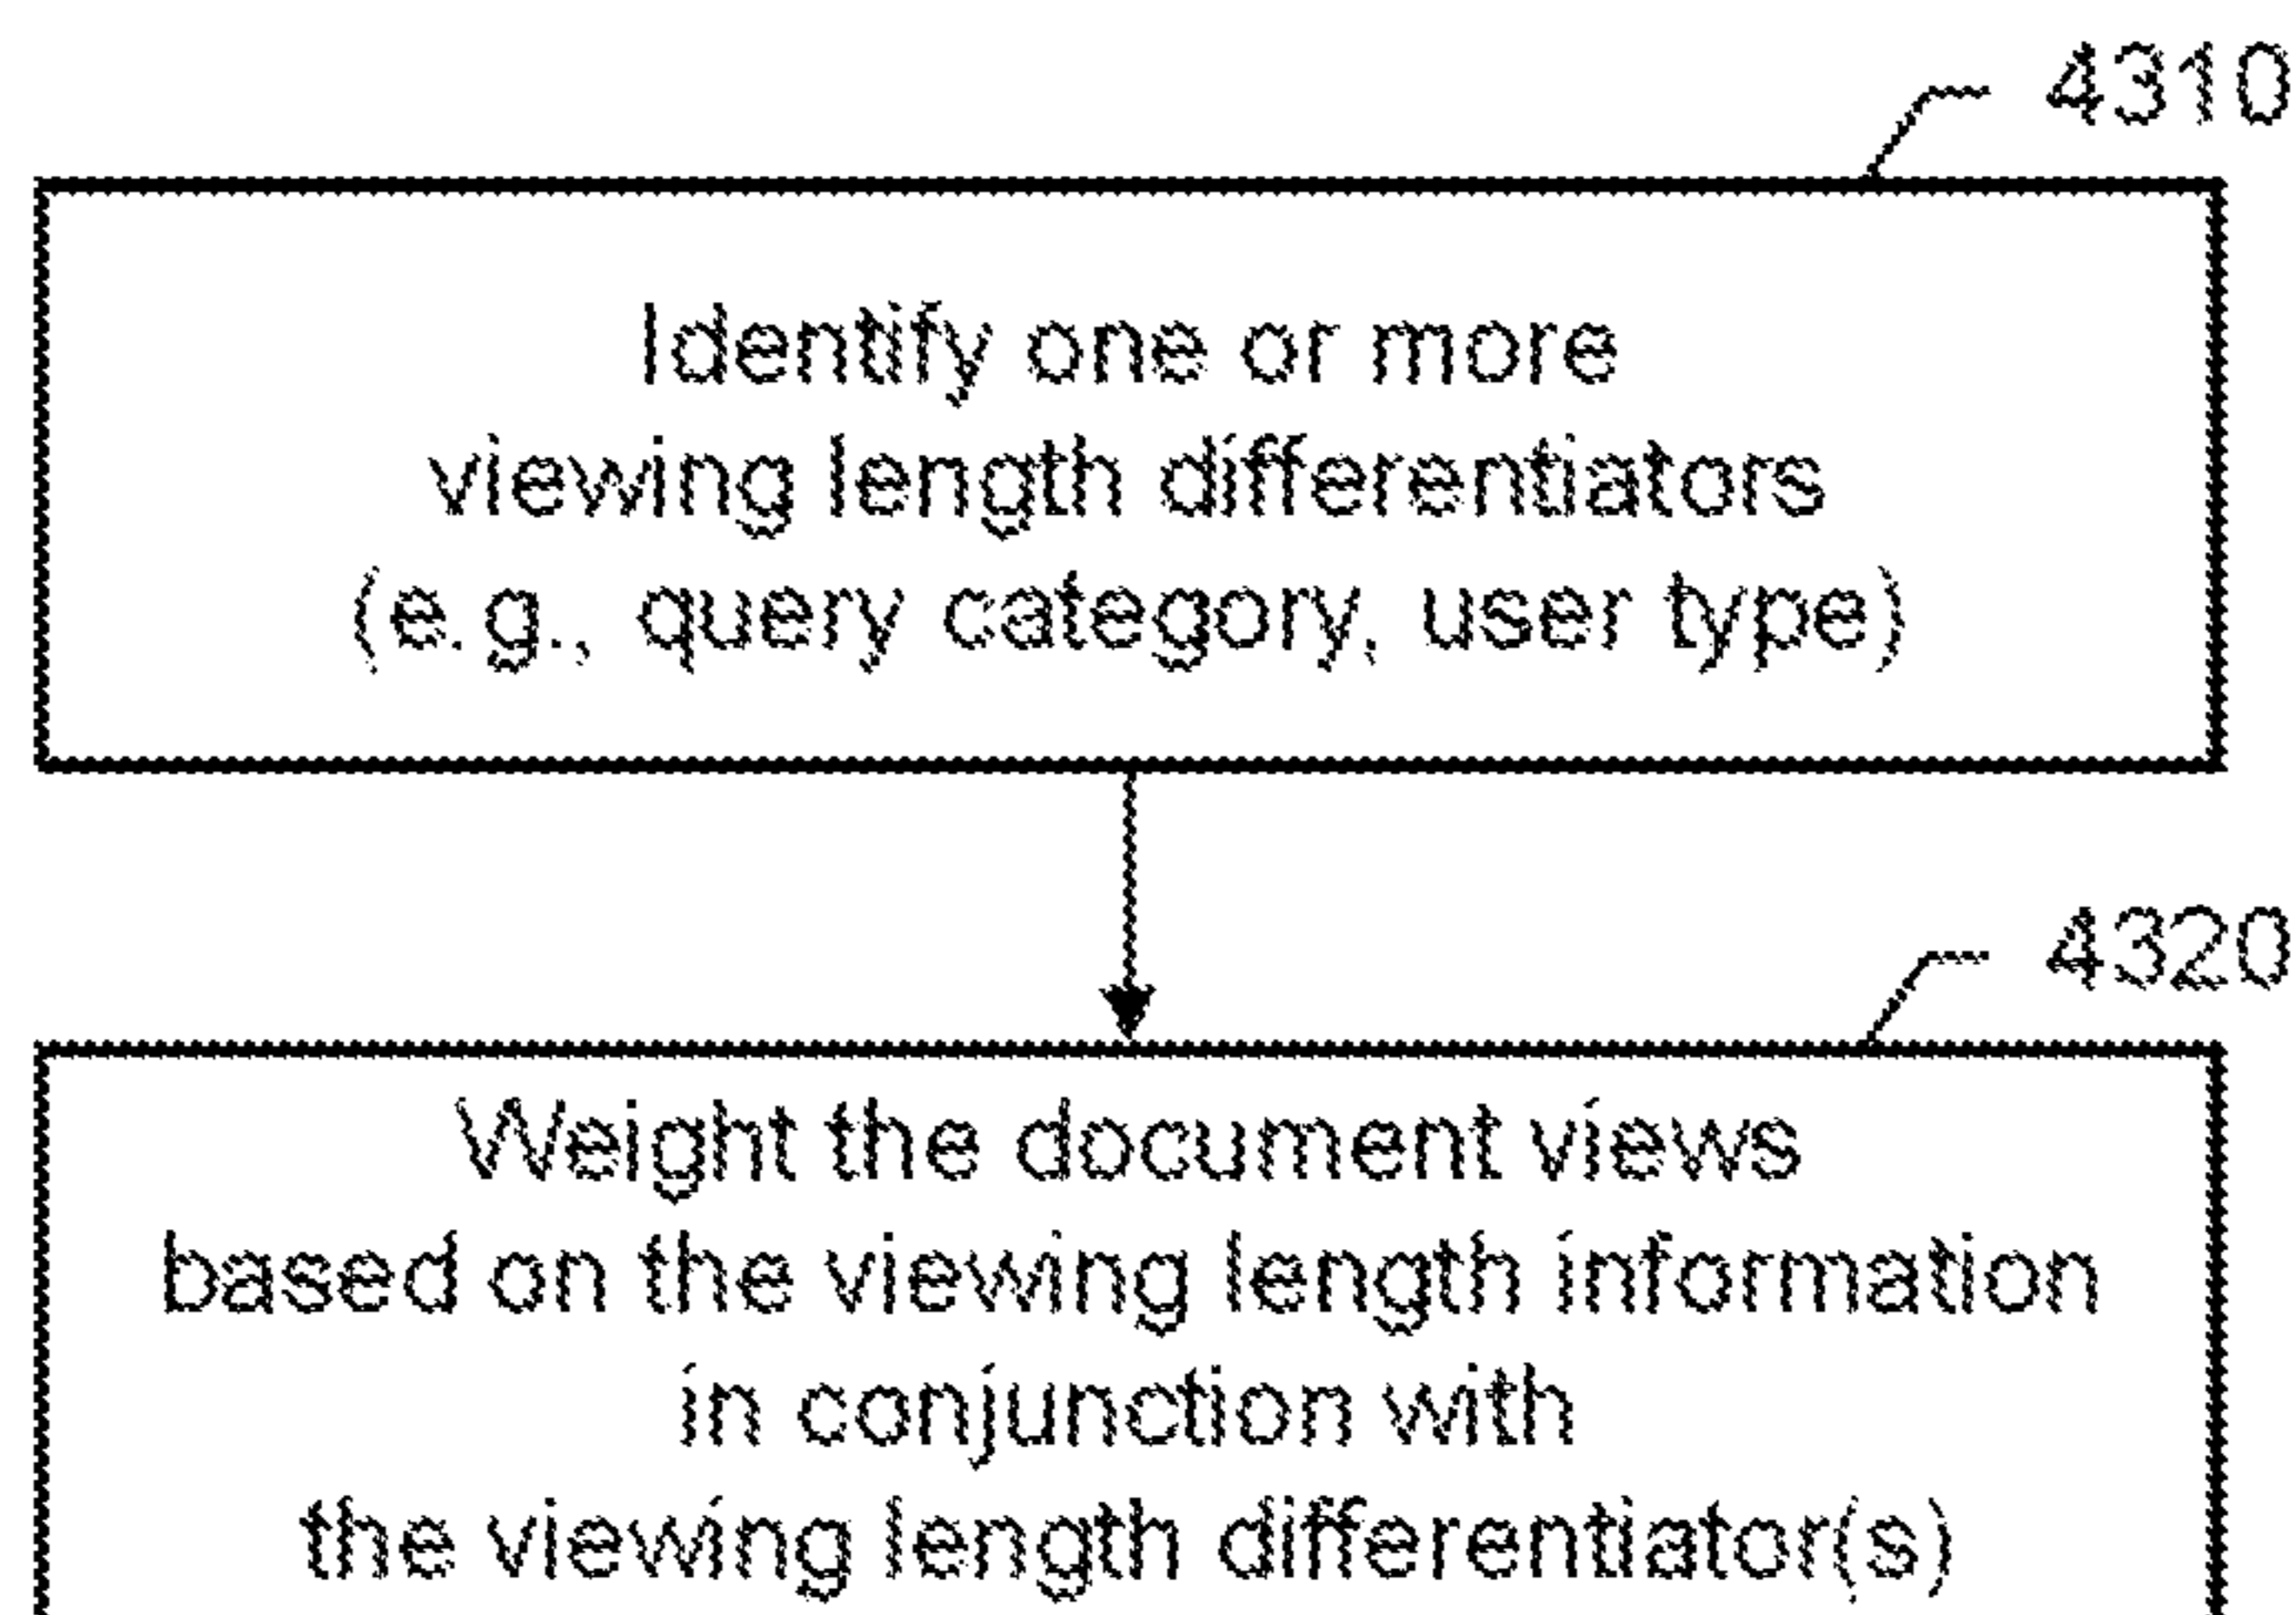 4310
Identify one or more
viewing length differentiators
(e.g., query category, user type)
4320
Weight the document views
based on the viewing length information
in conjunction with
the viewing length differentiator(s)